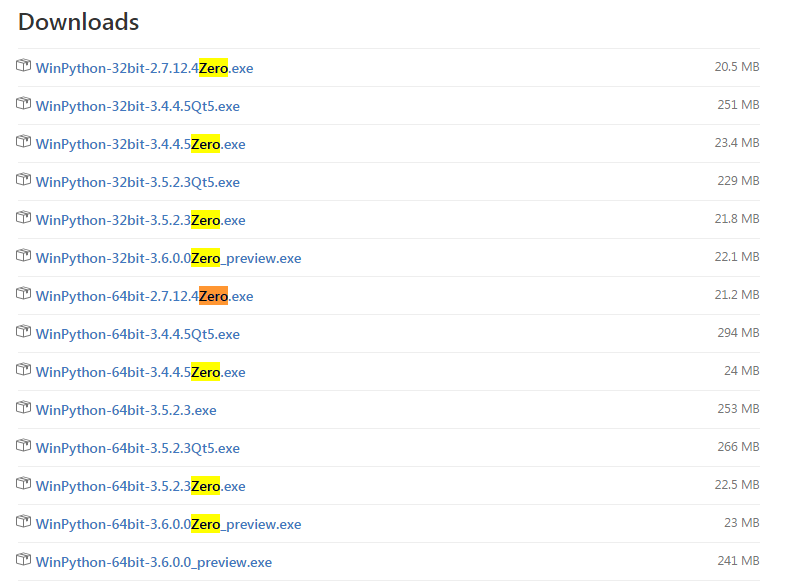 Downloads
WinPython-32bit-2.7.12.4Zero.exe 20.5 MB
WinPython-32bit-3.4.4.5Qt5.exe 251 MB
WinPython-32bit-3.4.4.5Zero.exe 23.4 MB
WinPython-32bit-3.5.2.3Qt5.exe 229 MB
WinPython-32bit-3.5.2.3Zero.exe 21.8 MB
WinPython-32bit-3.6.0.0Zero_preview.exe 22.1 MB
WinPython-64bit-2.7.12.4Zero.exe 21.2 MB
WinPython-64bit-3.4.4.5Qt5.exe 294 MB
WinPython-64bit-3.4.4.5Zero.exe 24 MB
WinPython-64bit-3.5.2.3.exe 253 MB
WinPython-64bit-3.5.2.3Qt5.exe 266 MB
WinPython-64bit-3.5.2.3Zero.exe 22.5 MB
WinPython-64bit-3.6.0.0Zero_preview.exe 23 MB
WinPython-64bit-3.6.0.0_preview.exe 241 MB